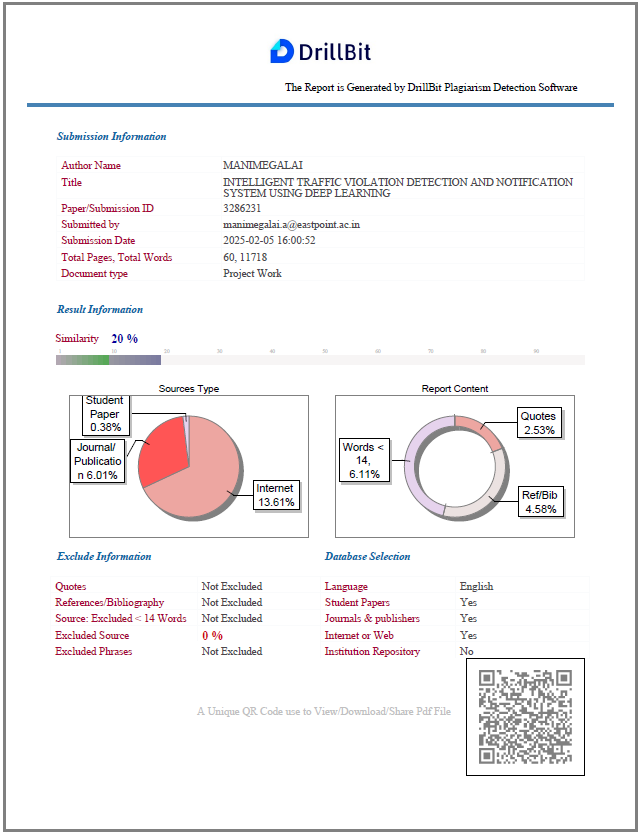 DrillBit
The Report is Generated by DrillBit Plagiarism Detection Software
Submission Information
Author Name MANIMEGALAI
Title INTELLIGENT TRAFFIC VIOLATION DETECTION AND NOTIFICATION
SYSTEM USING DEEP LEARNING
Paper/Submission ID 3286231
Submitted by manimegalai.a@eastpoint.ac.in
Submission Date 2025-02-05 16:00:52
Total Pages, Total Words 60, 11718
Document type Project Work
Result Information
Similarity 20 %
1 10 20 30 40 50 60 70 80 90
Sources Type
Student
Paper
0.38%
Journal/
Publicatio
n 6.01%
Internet
13.61%
Report Content
Quotes
2.53%
Words <
14,
6.11%
Ref/Bib
4.58%
Exclude Information
Quotes Not Excluded
References/Bibliography Not Excluded
Source: Excluded < 14 Words Not Excluded
Excluded Source 0 %
Excluded Phrases Not Excluded
Database Selection
Language English
Student Papers Yes
Journals & publishers Yes
Internet or Web Yes
Institution Repository No
A Unique QR Code use to View/Download/Share Pdf File